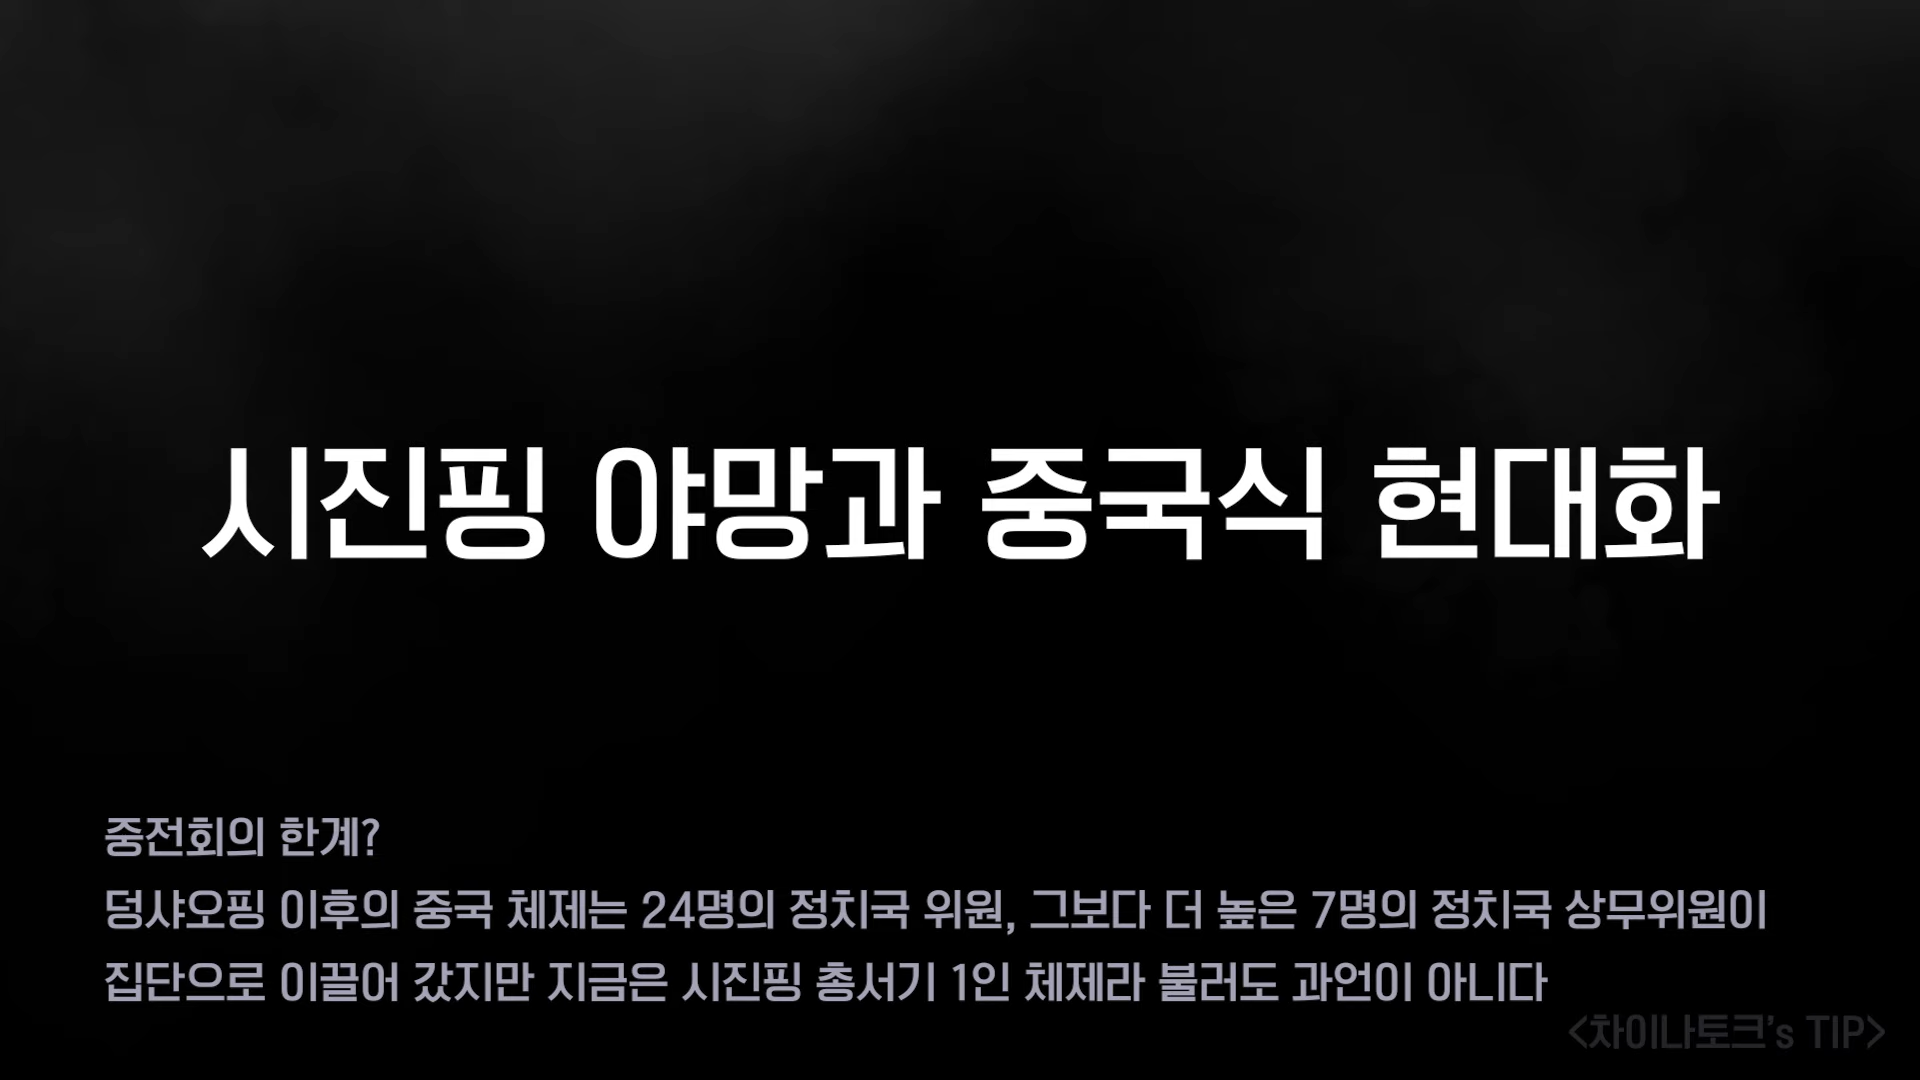 시진핑 야망과 중국식 현대화
중전회의 한계?
덩샤오핑 이후의 중국 체제는 24명의 정치국 위원, 그보다 더 높은 7명의 정치국 상무위원이
집단으로 이끌어 갔지만 지금은 시진핑 총서기 1인 체제라 불러도 과언이 아니다
<차이나토크's TIP>